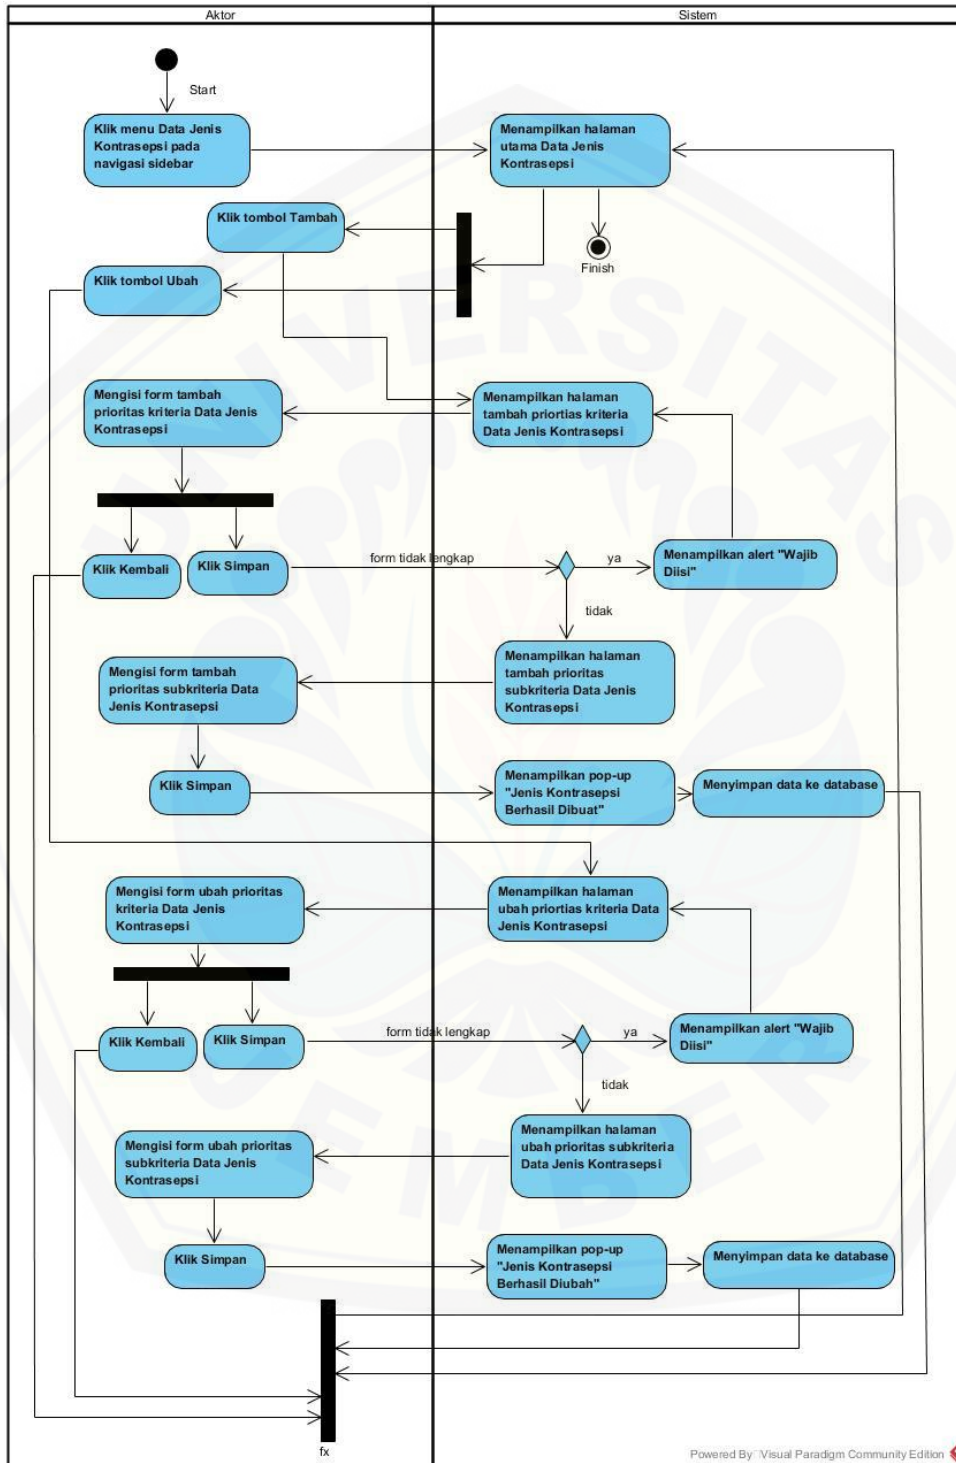 Aktor
Sistem
Start
Klik menu Data Jenis
Kontrasepsi pada
navigasi sidebar
Menampilkan halaman
utama Data Jenis
Kontrasepsi
Klik tombol Tambah
Finish
Klik tombol Ubah
Mengisi form tambah
prioritas kriteria Data Jenis
Kontrasepsi
Menampilkan halaman
tambah priortias kriteria
Data Jenis Kontrasepsi
Klik Kembali
Klik Simpan
form tidak lengkap
ya
Menampilkan alert "Wajib
Diisi"
tidak
Mengisi form tambah
prioritas subkriteria Data
Jenis Kontrasepsi
Menampilkan halaman
tambah prioritas
subkriteria Data Jenis
Kontrasepsi
Klik Simpan
Menampilkan pop-up
"Jenis Kontrasepsi
Berhasil Dibuat"
Menyimpan data ke database
Mengisi form ubah prioritas
kriteria Data Jenis
Kontrasepsi
Menampilkan halaman
ubah priortias kriteria Data
Jenis Kontrasepsi
Klik Kembali
Klik Simpan
form tidak lengkap
ya
Menampilkan alert "Wajib
Diisi"
tidak
Mengisi form ubah prioritas
subkriteria Data Jenis
Kontrasepsi
Menampilkan halaman
ubah prioritas subkriteria
Data Jenis Kontrasepsi
Klik Simpan
Menampilkan pop-up
"Jenis Kontrasepsi
Berhasil Diubah"
Menyimpan data ke database
fx
Powered By Visual Paradigm Community Edition
UNIVERSITAS
JEMBER